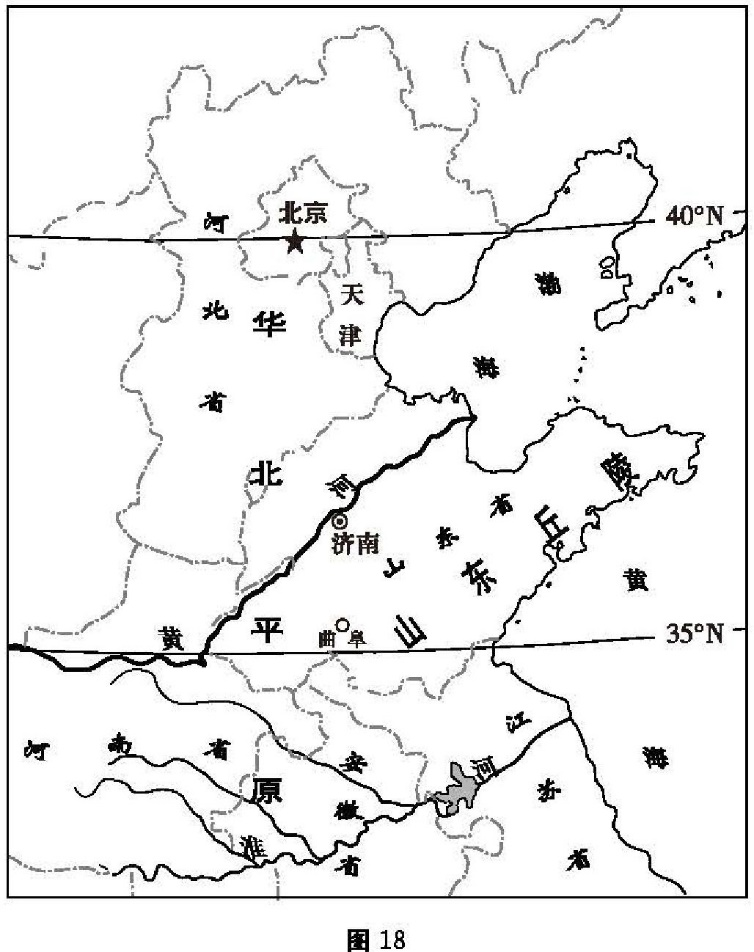 北京
40°N
河北省
天津
渤海
华北平原
黄河
济南
山东省
山东丘陵
曲阜
黄海
35°N
河南省
安徽省
江苏省
淮河
图 18